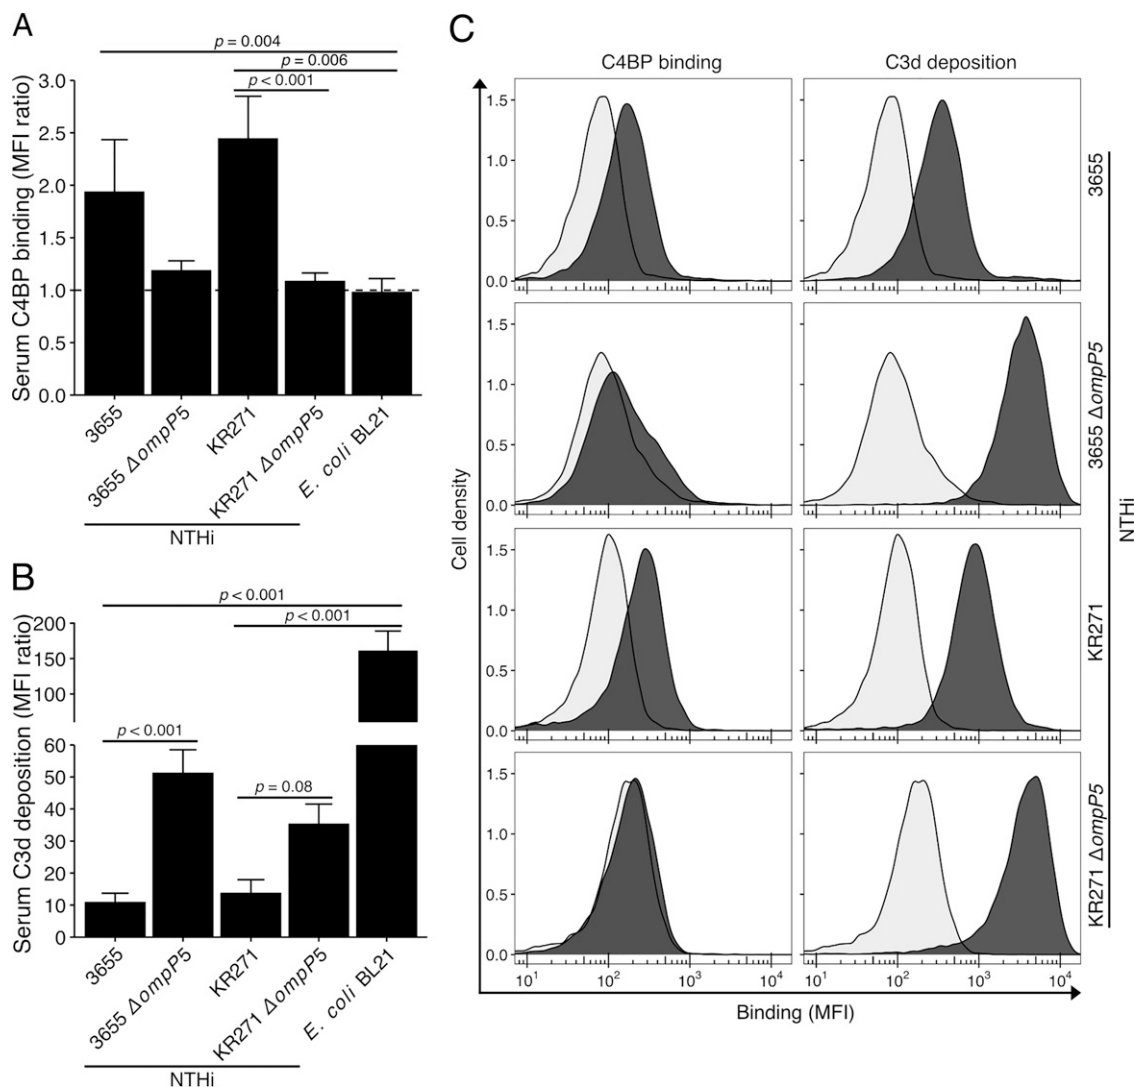 A
p = 0.004
p = 0.006
p < 0.001
Serum C4BP binding (MFI ratio)
3.0
2.5
2.0
1.5
1.0
0.5
0.0
3655
3655 ΔompP5
KR271
KR271 ΔompP5
E. coli BL21
NTHi
B
p < 0.001
p < 0.001
p < 0.001
p = 0.08
Serum C3d deposition (MFI ratio)
200
150
100
60
50
40
30
20
10
0
3655
3655 ΔompP5
KR271
KR271 ΔompP5
E. coli BL21
NTHi
C
C4BP binding C3d deposition
Cell density
1.5
1.0
0.5
0.0
3655
1.5
1.0
0.5
0.0
3655 ΔompP5
1.5
1.0
0.5
0.0
KR271
1.5
1.0
0.5
0.0
KR271 ΔompP5
NTHi
10¹ 10² 10³ 10⁴ 10¹ 10² 10³ 10⁴
Binding (MFI)